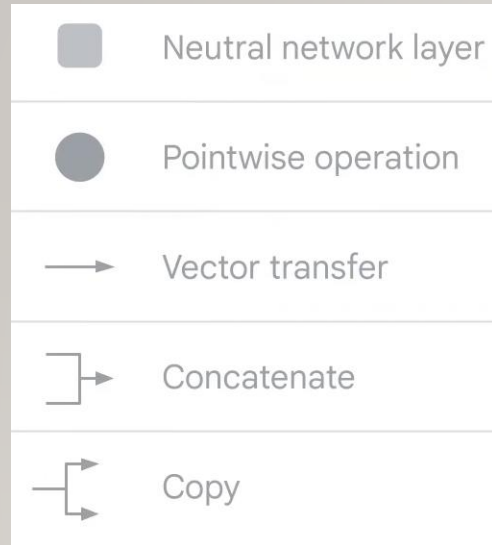 Neutral network layer
Pointwise operation
Vector transfer
Concatenate
Copy